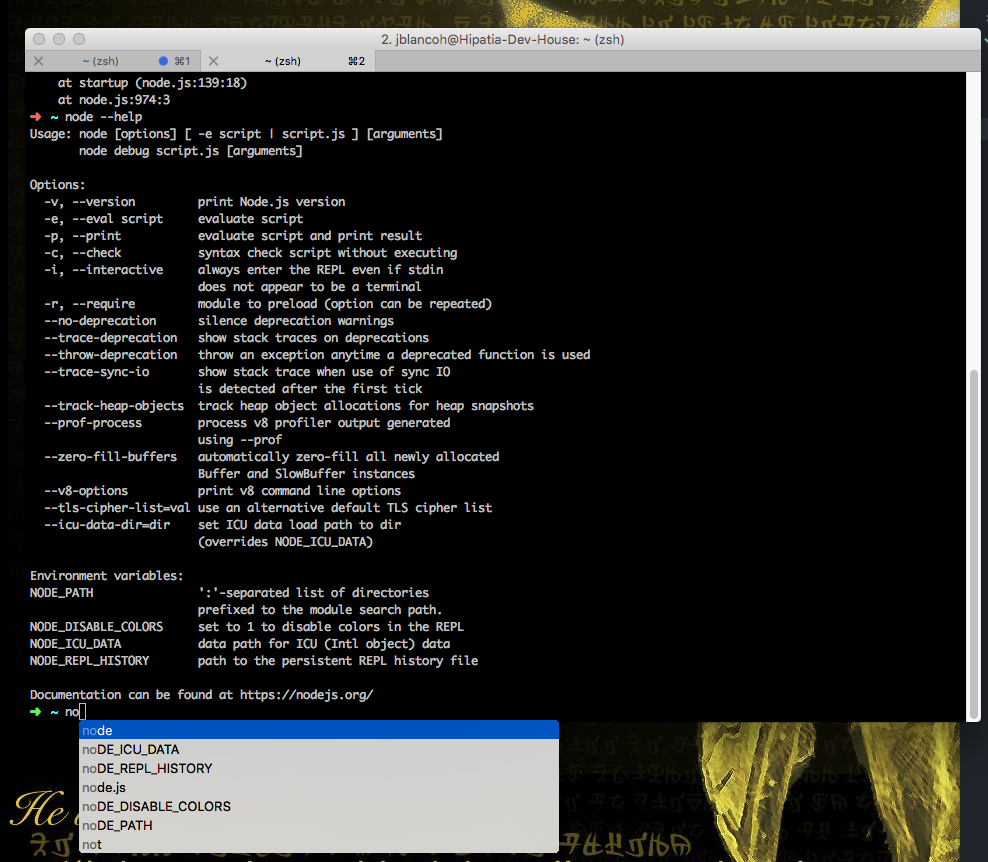 2. jblancoh@Hipatia-Dev-House: ~ (zsh)
~ (zsh) ⌘1 ~ (zsh) ⌘2
at startup (node.js:139:18)
at node.js:974:3
➜ ~ node --help
Usage: node [options] [ -e script | script.js ] [arguments]
node debug script.js [arguments]
Options:
-v, --version print Node.js version
-e, --eval script evaluate script
-p, --print evaluate script and print result
-c, --check syntax check script without executing
-i, --interactive always enter the REPL even if stdin
does not appear to be a terminal
-r, --require module to preload (option can be repeated)
--no-deprecation silence deprecation warnings
--trace-deprecation show stack traces on deprecations
--throw-deprecation throw an exception anytime a deprecated function is used
--trace-sync-io show stack trace when use of sync IO
is detected after the first tick
--track-heap-objects track heap object allocations for heap snapshots
--prof-process process v8 profiler output generated
using --prof
--zero-fill-buffers automatically zero-fill all newly allocated
Buffer and SlowBuffer instances
--v8-options print v8 command line options
--tls-cipher-list=val use an alternative default TLS cipher list
--icu-data-dir=dir set ICU data load path to dir
(overrides NODE_ICU_DATA)
Environment variables:
NODE_PATH ':'-separated list of directories
prefixed to the module search path.
NODE_DISABLE_COLORS set to 1 to disable colors in the REPL
NODE_ICU_DATA data path for ICU (Intl object) data
NODE_REPL_HISTORY path to the persistent REPL history file
Documentation can be found at https://nodejs.org/
➜ ~ no
node
noDE_ICU_DATA
noDE_REPL_HISTORY
node.js
noDE_DISABLE_COLORS
noDE_PATH
not
He